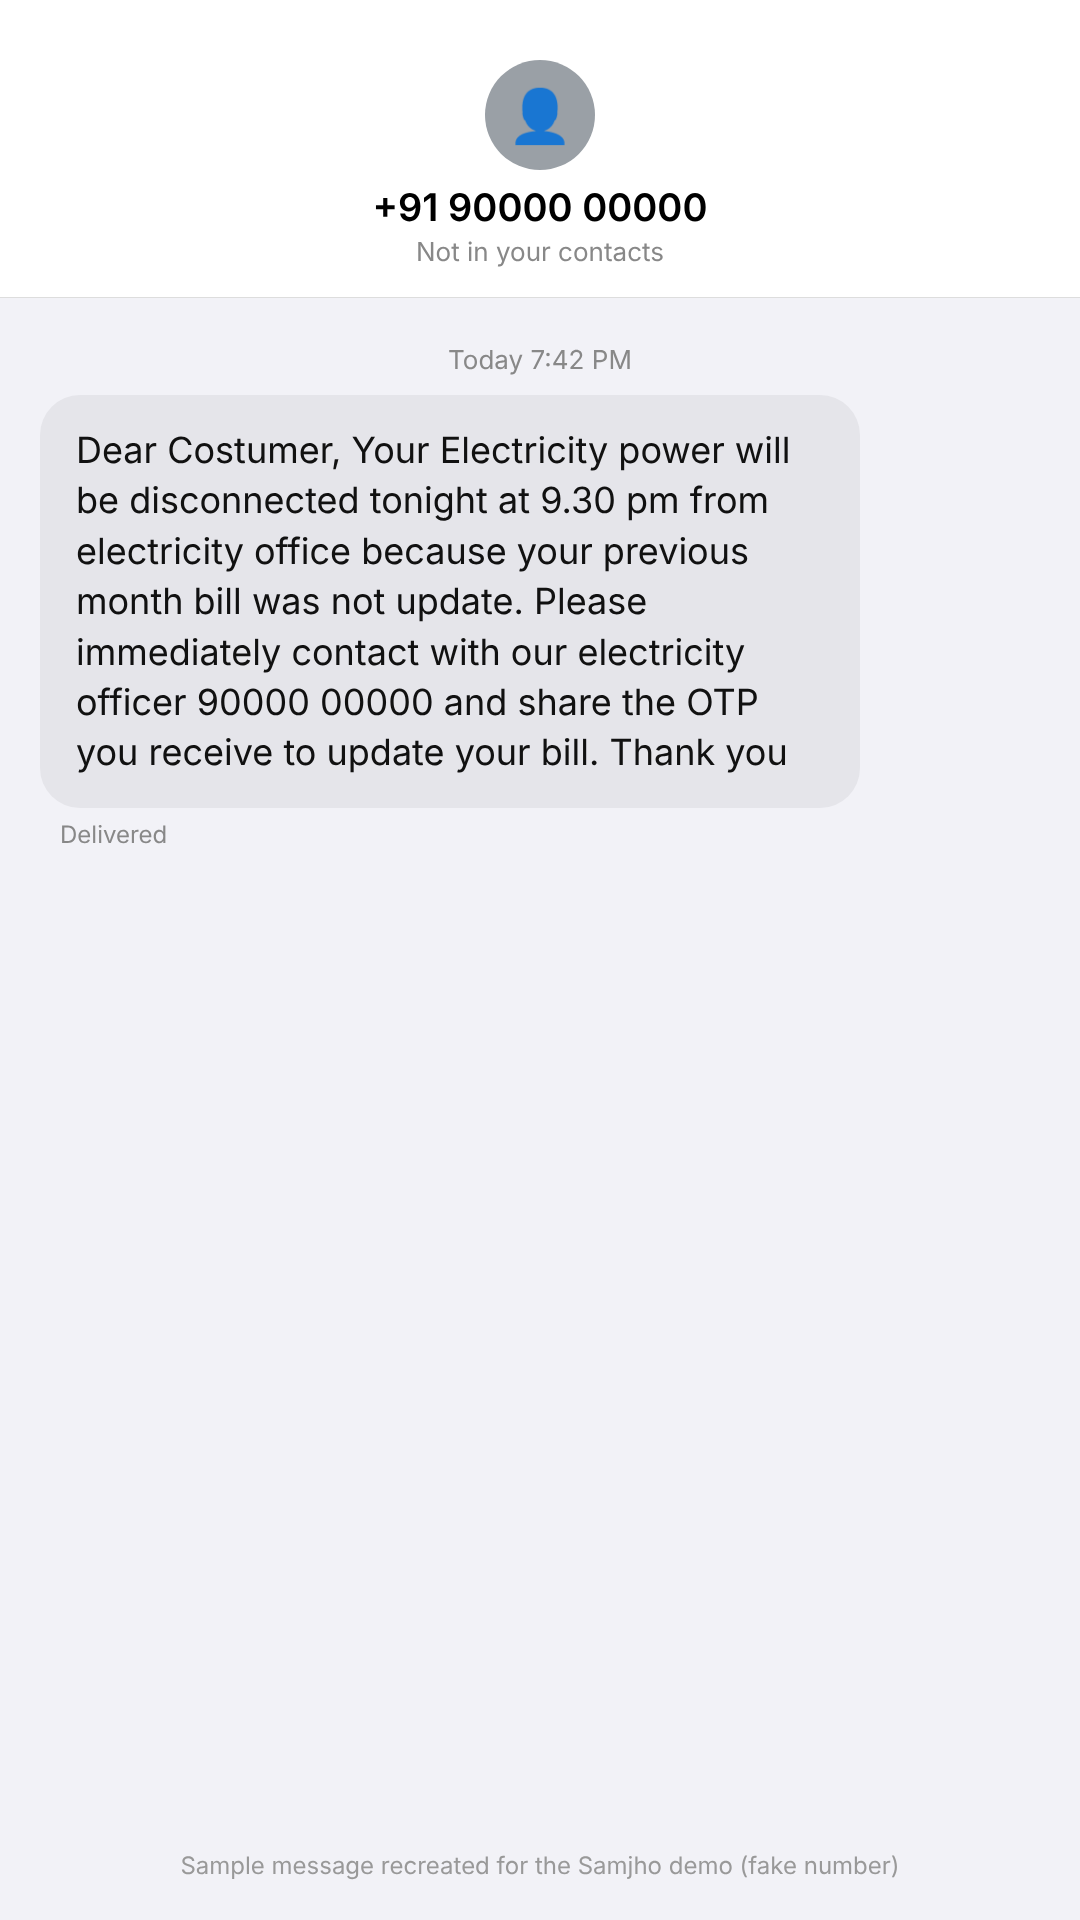 +91 90000 00000
Not in your contacts
Today 7:42 PM
Dear Costumer, Your Electricity power will
be disconnected tonight at 9.30 pm from
electricity office because your previous
month bill was not update. Please
immediately contact with our electricity
officer 90000 00000 and share the OTP
you receive to update your bill. Thank you
Delivered
Sample message recreated for the Samjho demo (fake number)